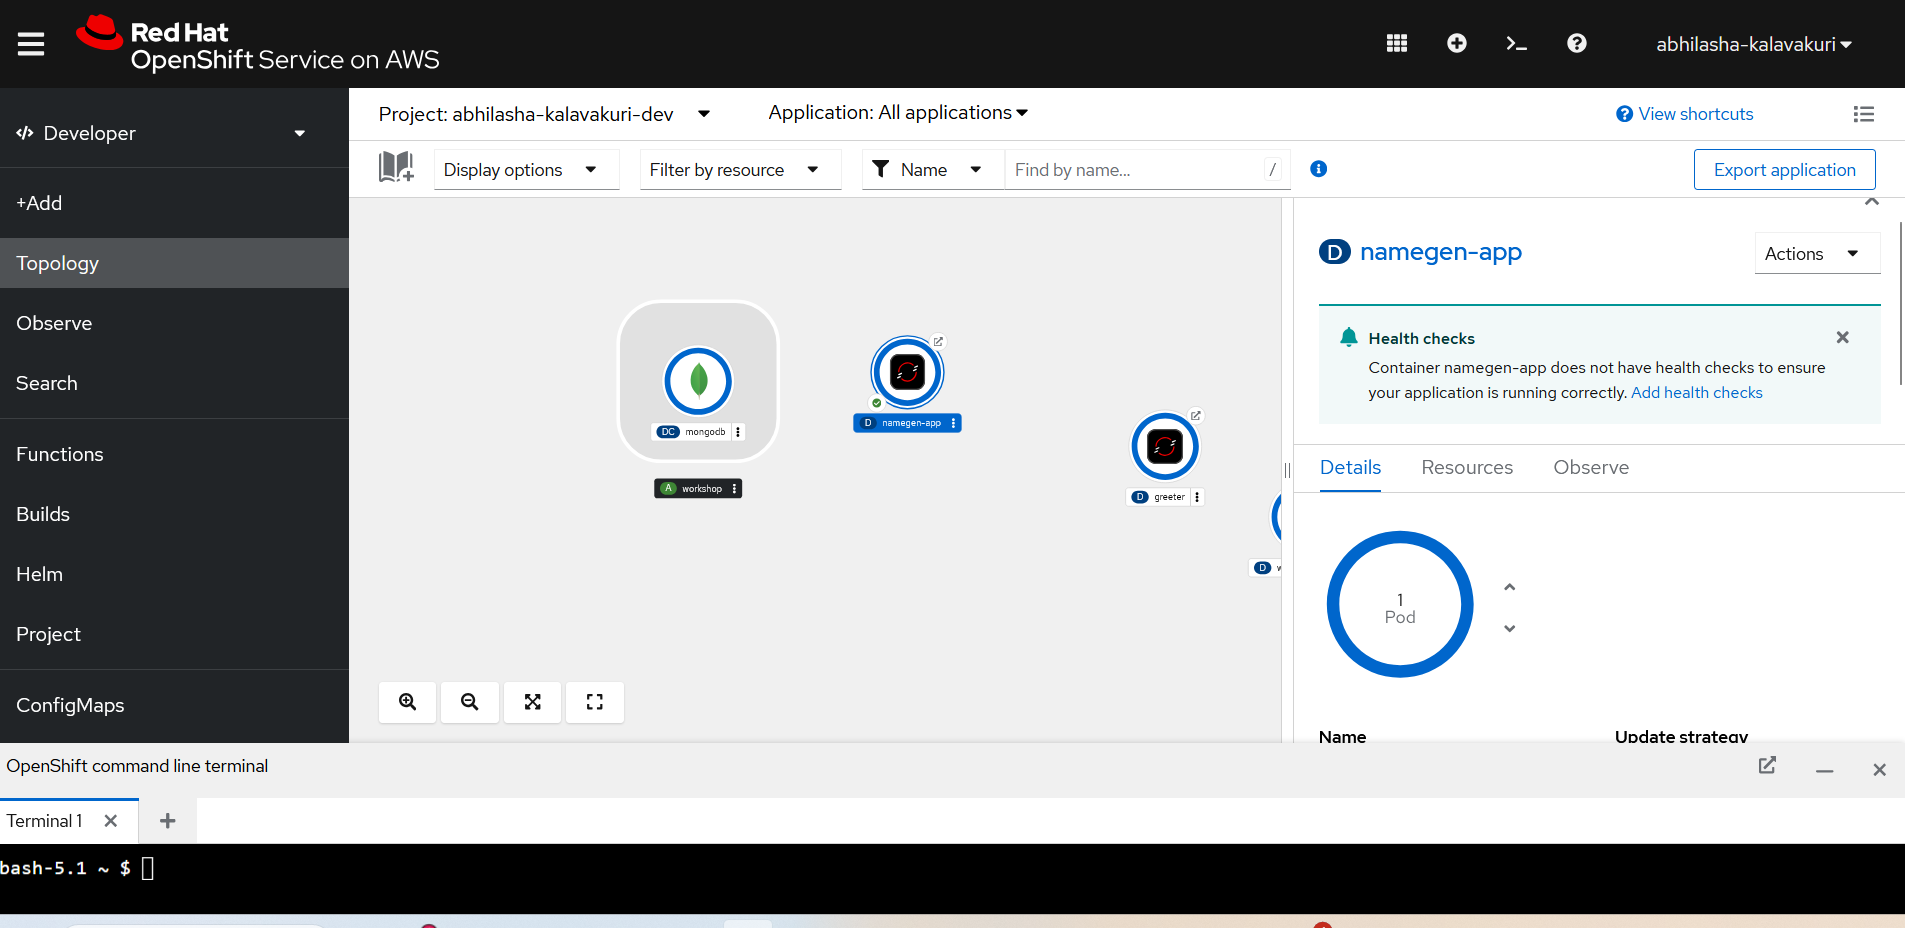 Red Hat
OpenShift Service on AWS
abhilasha-kalavakuri
Developer
+Add
Topology
Observe
Search
Functions
Builds
Helm
Project
ConfigMaps
Project: abhilasha-kalavakuri-dev
Application: All applications
View shortcuts
Display options
Filter by resource
Name
Find by name...
/
Export application
DC mongodb
A workshop
D namegen-app
D greeter
D
D namegen-app
Actions
Health checks
Container namegen-app does not have health checks to ensure
your application is running correctly. Add health checks
Details
Resources
Observe
1
Pod
Name
Update strategy
OpenShift command line terminal
Terminal 1
bash-5.1 ~ $